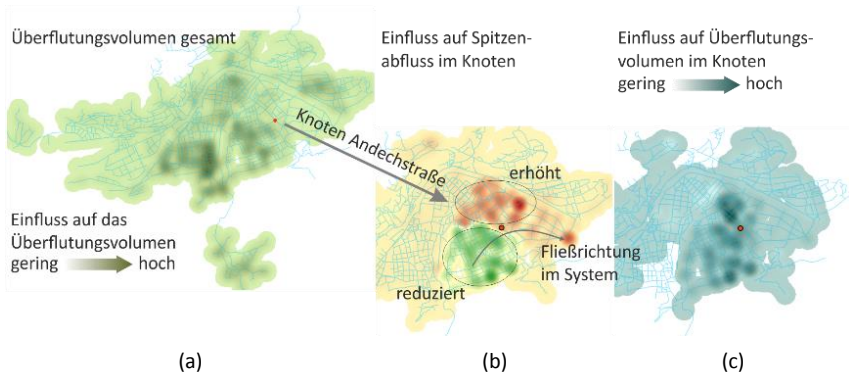 Überflutungsvolumen gesamt
Einfluss auf das
Überflutungsvolumen
gering hoch
(a)
Knoten Andechstraße
Einfluss auf Spitzen-
abfluss im Knoten
erhöht
Fließrichtung
im System
reduziert
(b)
Einfluss auf Überflutungs-
volumen im Knoten
gering hoch
(c)